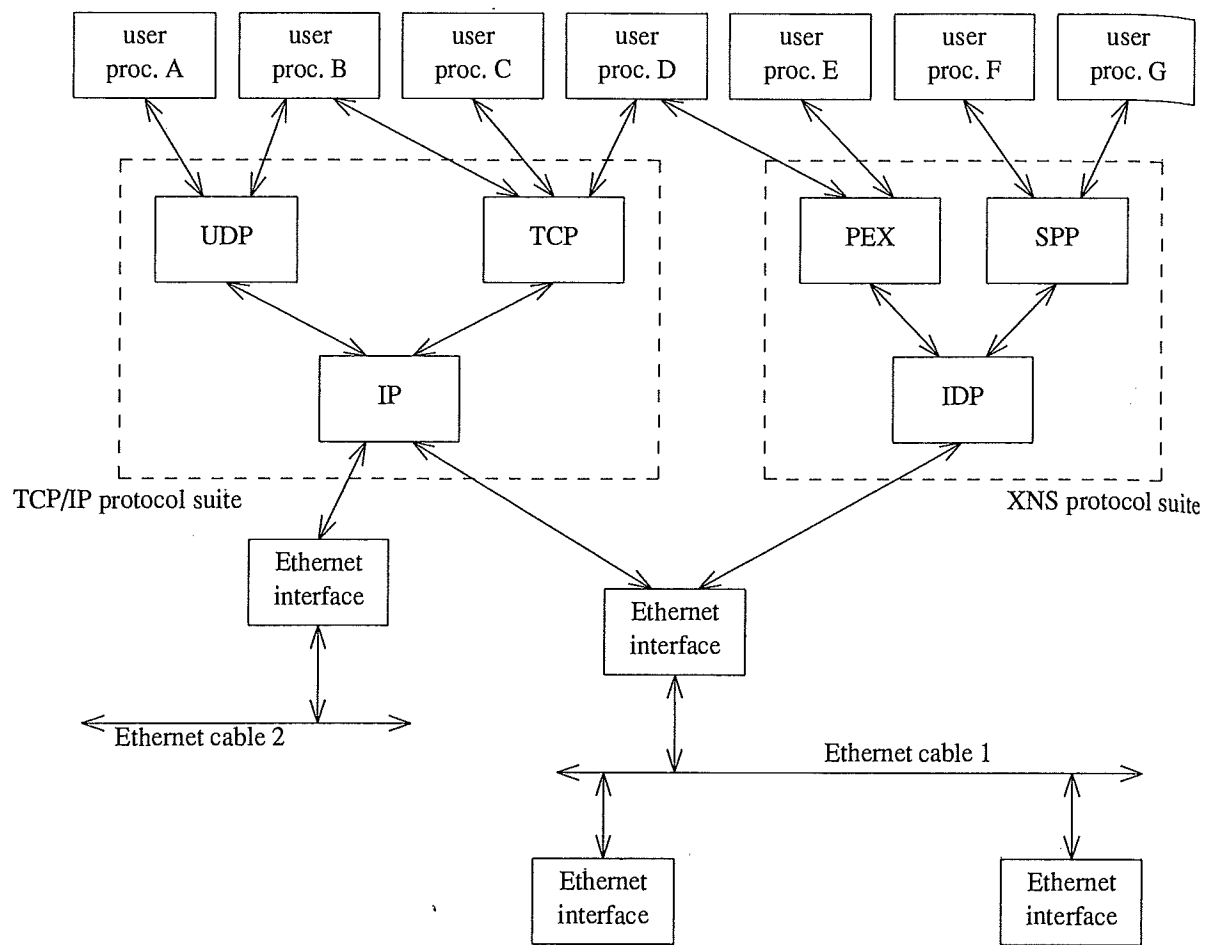 user
proc. A
user
proc. B
user
proc. C
user
proc. D
user
proc. E
user
proc. F
user
proc. G
UDP
TCP
PEX
SPP
IP
IDP
TCP/IP protocol suite
XNS protocol suite
Ethernet
interface
Ethernet
interface
Ethernet cable 2
Ethernet cable 1
Ethernet
interface
Ethernet
interface